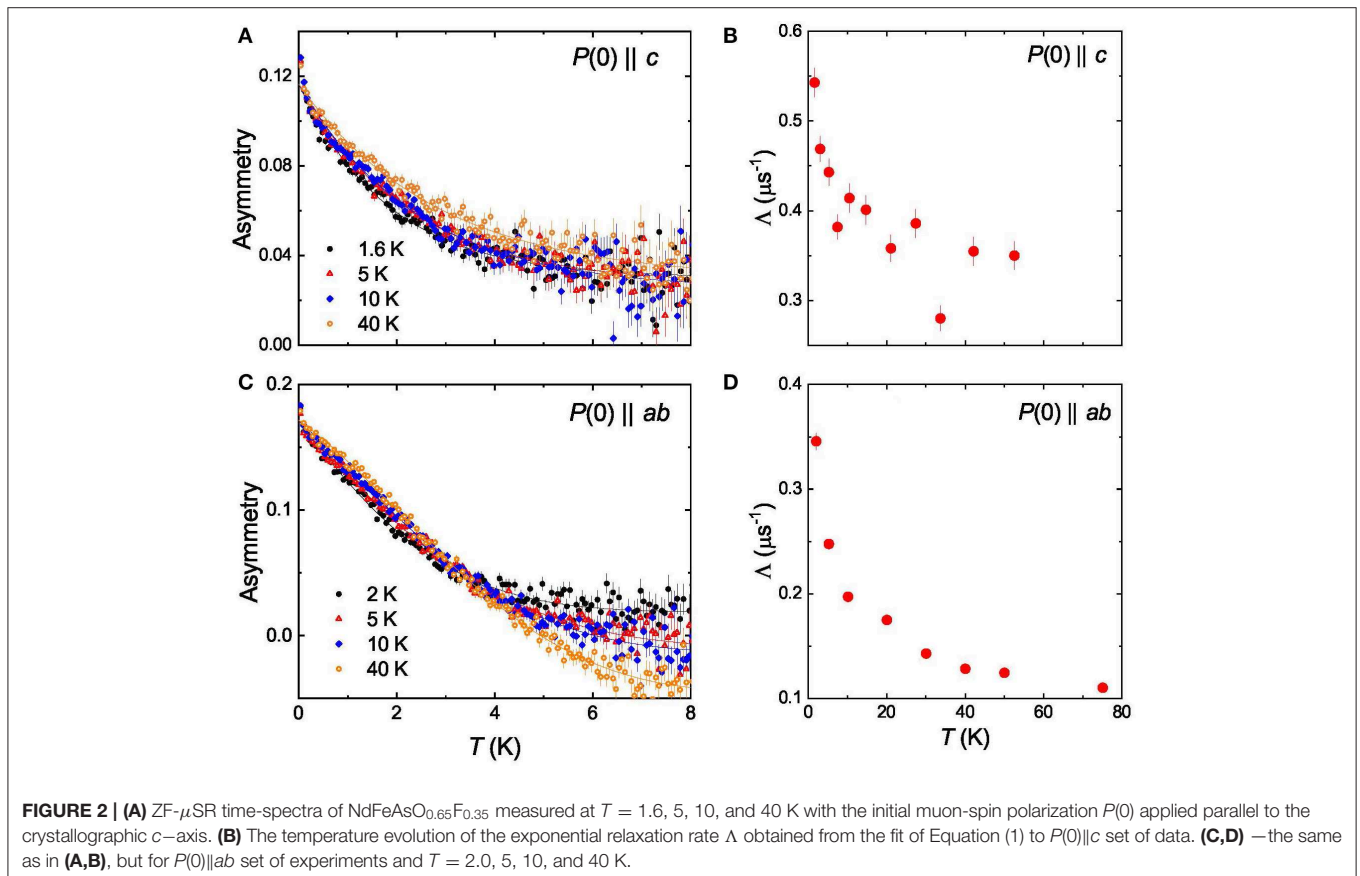 A
P(0) || c
0.12
0.08
0.04
0.00
Asymmetry
1.6 K
5 K
10 K
40 K
B
P(0) || c
0.6
0.5
0.4
0.3
Λ (μs⁻¹)
C
P(0) || ab
0.2
0.1
0.0
Asymmetry
2 K
5 K
10 K
40 K
0 2 4 6 8
T (K)
D
P(0) || ab
0.4
0.3
0.2
0.1
Λ (μs⁻¹)
20 40 60 80
T (K)
FIGURE 2 | (A) ZF-μSR time-spectra of NdFeAsO₀.₆₅F₀.₃₅ measured at T = 1.6, 5, 10, and 40 K with the initial muon-spin polarization P(0) applied parallel to the
crystallographic c−axis. (B) The temperature evolution of the exponential relaxation rate Λ obtained from the fit of Equation (1) to P(0)‖c set of data. (C,D) —the same
as in (A,B), but for P(0)‖ab set of experiments and T = 2.0, 5, 10, and 40 K.